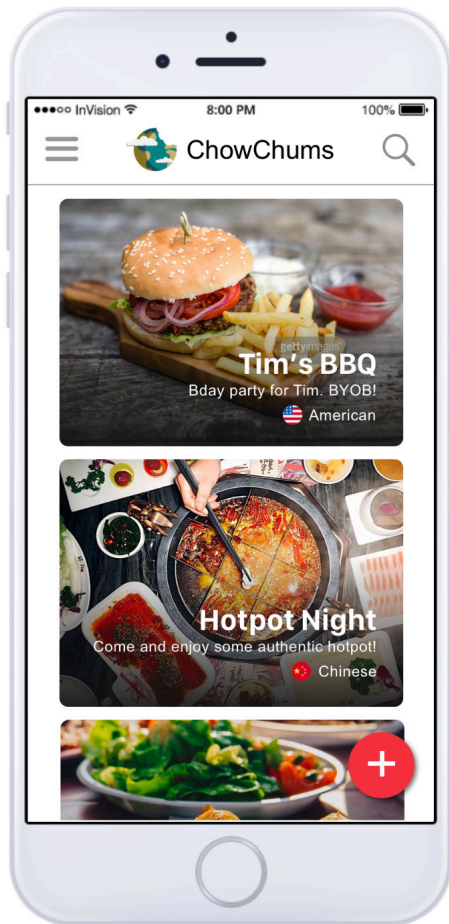 ●●●○○ InVision 8:00 PM 100%
ChowChums
gettyimages
Tim's BBQ
Bday party for Tim. BYOB!
American
Hotpot Night
Come and enjoy some authentic hotpot!
Chinese
+